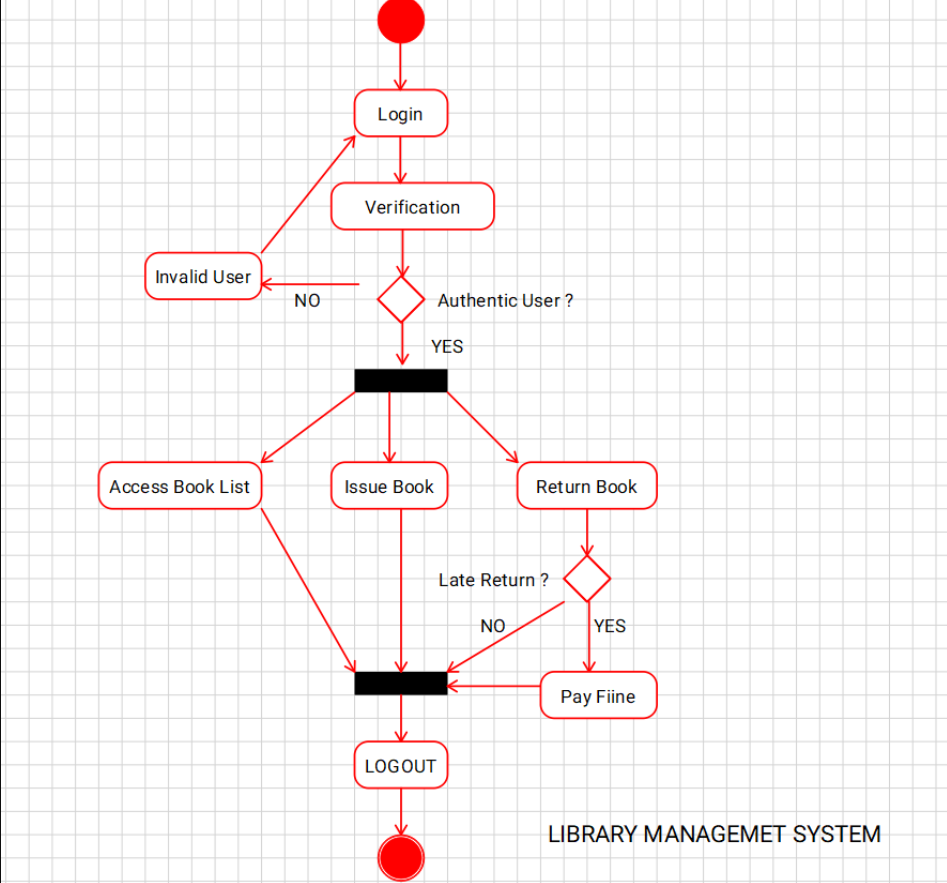 Login
Verification
Invalid User
NO
Authentic User ?
YES
Access Book List
Issue Book
Return Book
Late Return ?
NO
YES
Pay Fiine
LOGOUT
LIBRARY MANAGEMET SYSTEM